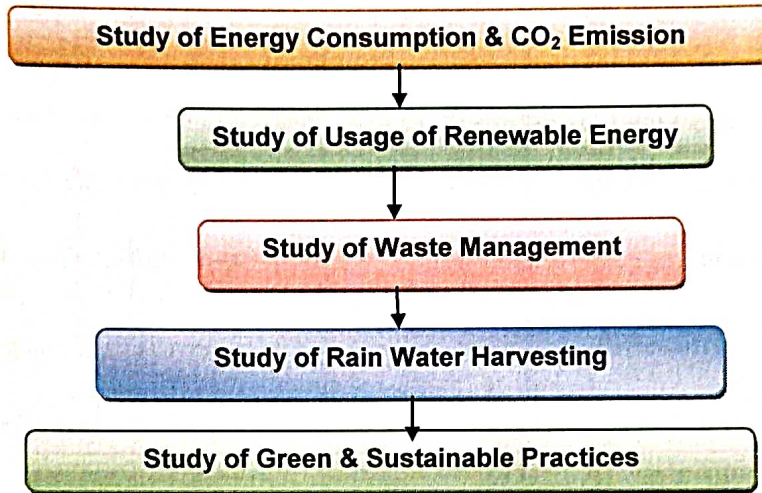 Study of Energy Consumption & CO₂ Emission
Study of Usage of Renewable Energy
Study of Waste Management
Study of Rain Water Harvesting
Study of Green & Sustainable Practices